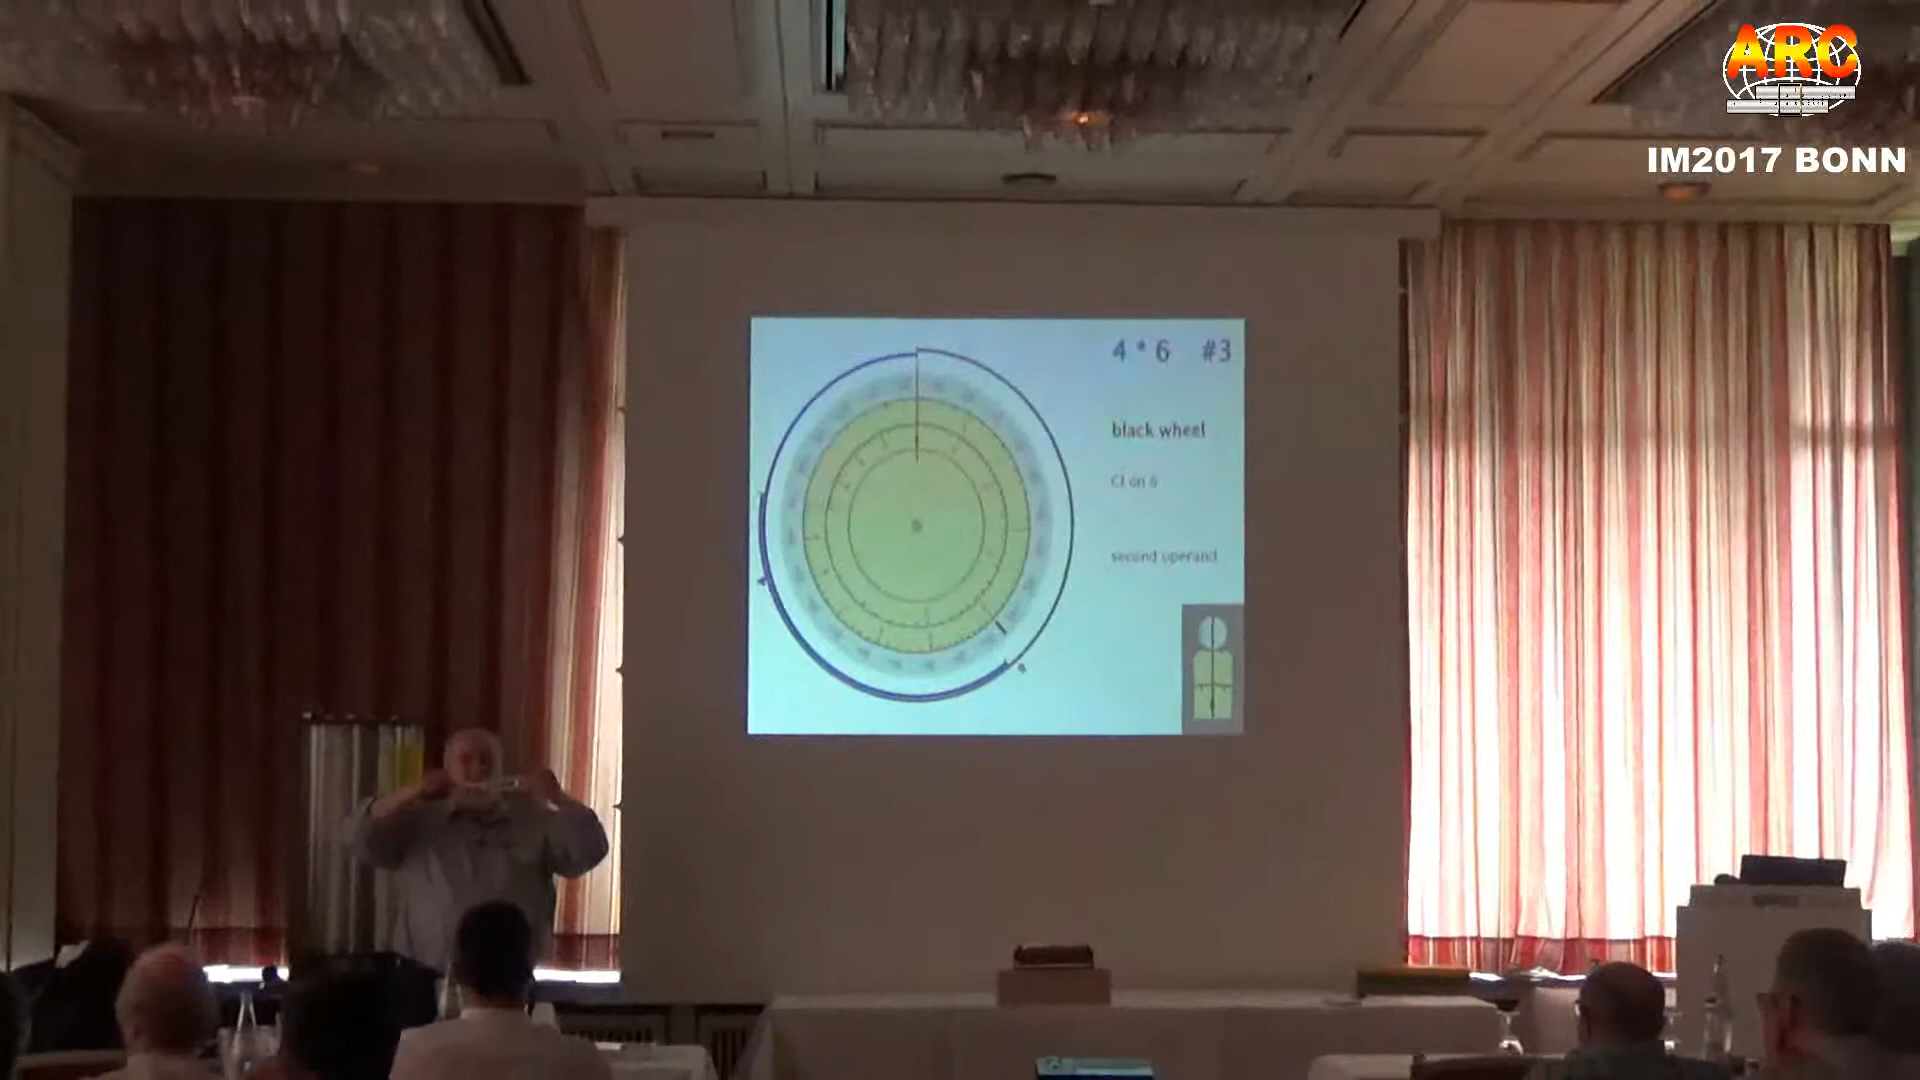 ARC
IM2017 BONN
4 * 6 #3
black wheel
CI on 6
second operand